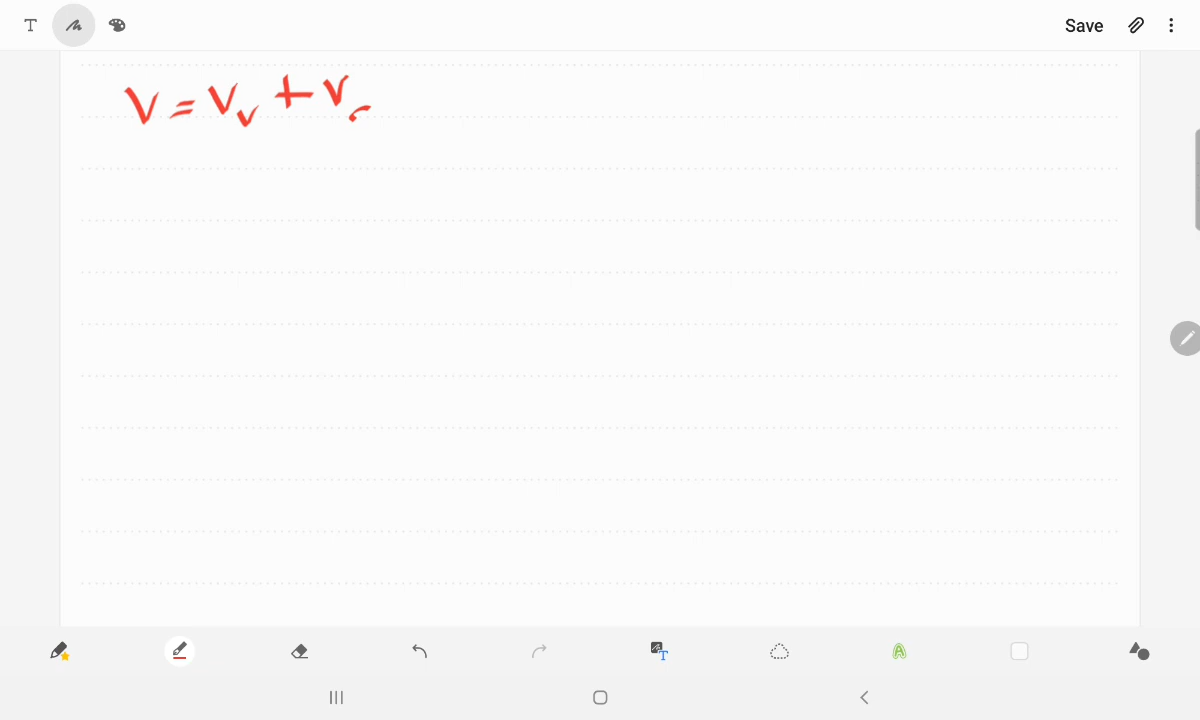 Save
V = Vᵥ + V